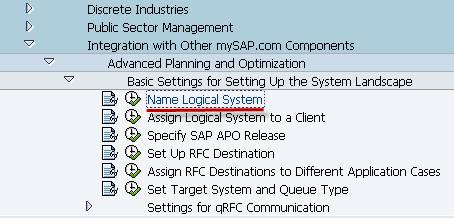 Discrete Industries
Public Sector Management
Integration with Other mySAP.com Components
Advanced Planning and Optimization
Basic Settings for Setting Up the System Landscape
Name Logical System
Assign Logical System to a Client
Specify SAP APO Release
Set Up RFC Destination
Assign RFC Destinations to Different Application Cases
Set Target System and Queue Type
Settings for qRFC Communication